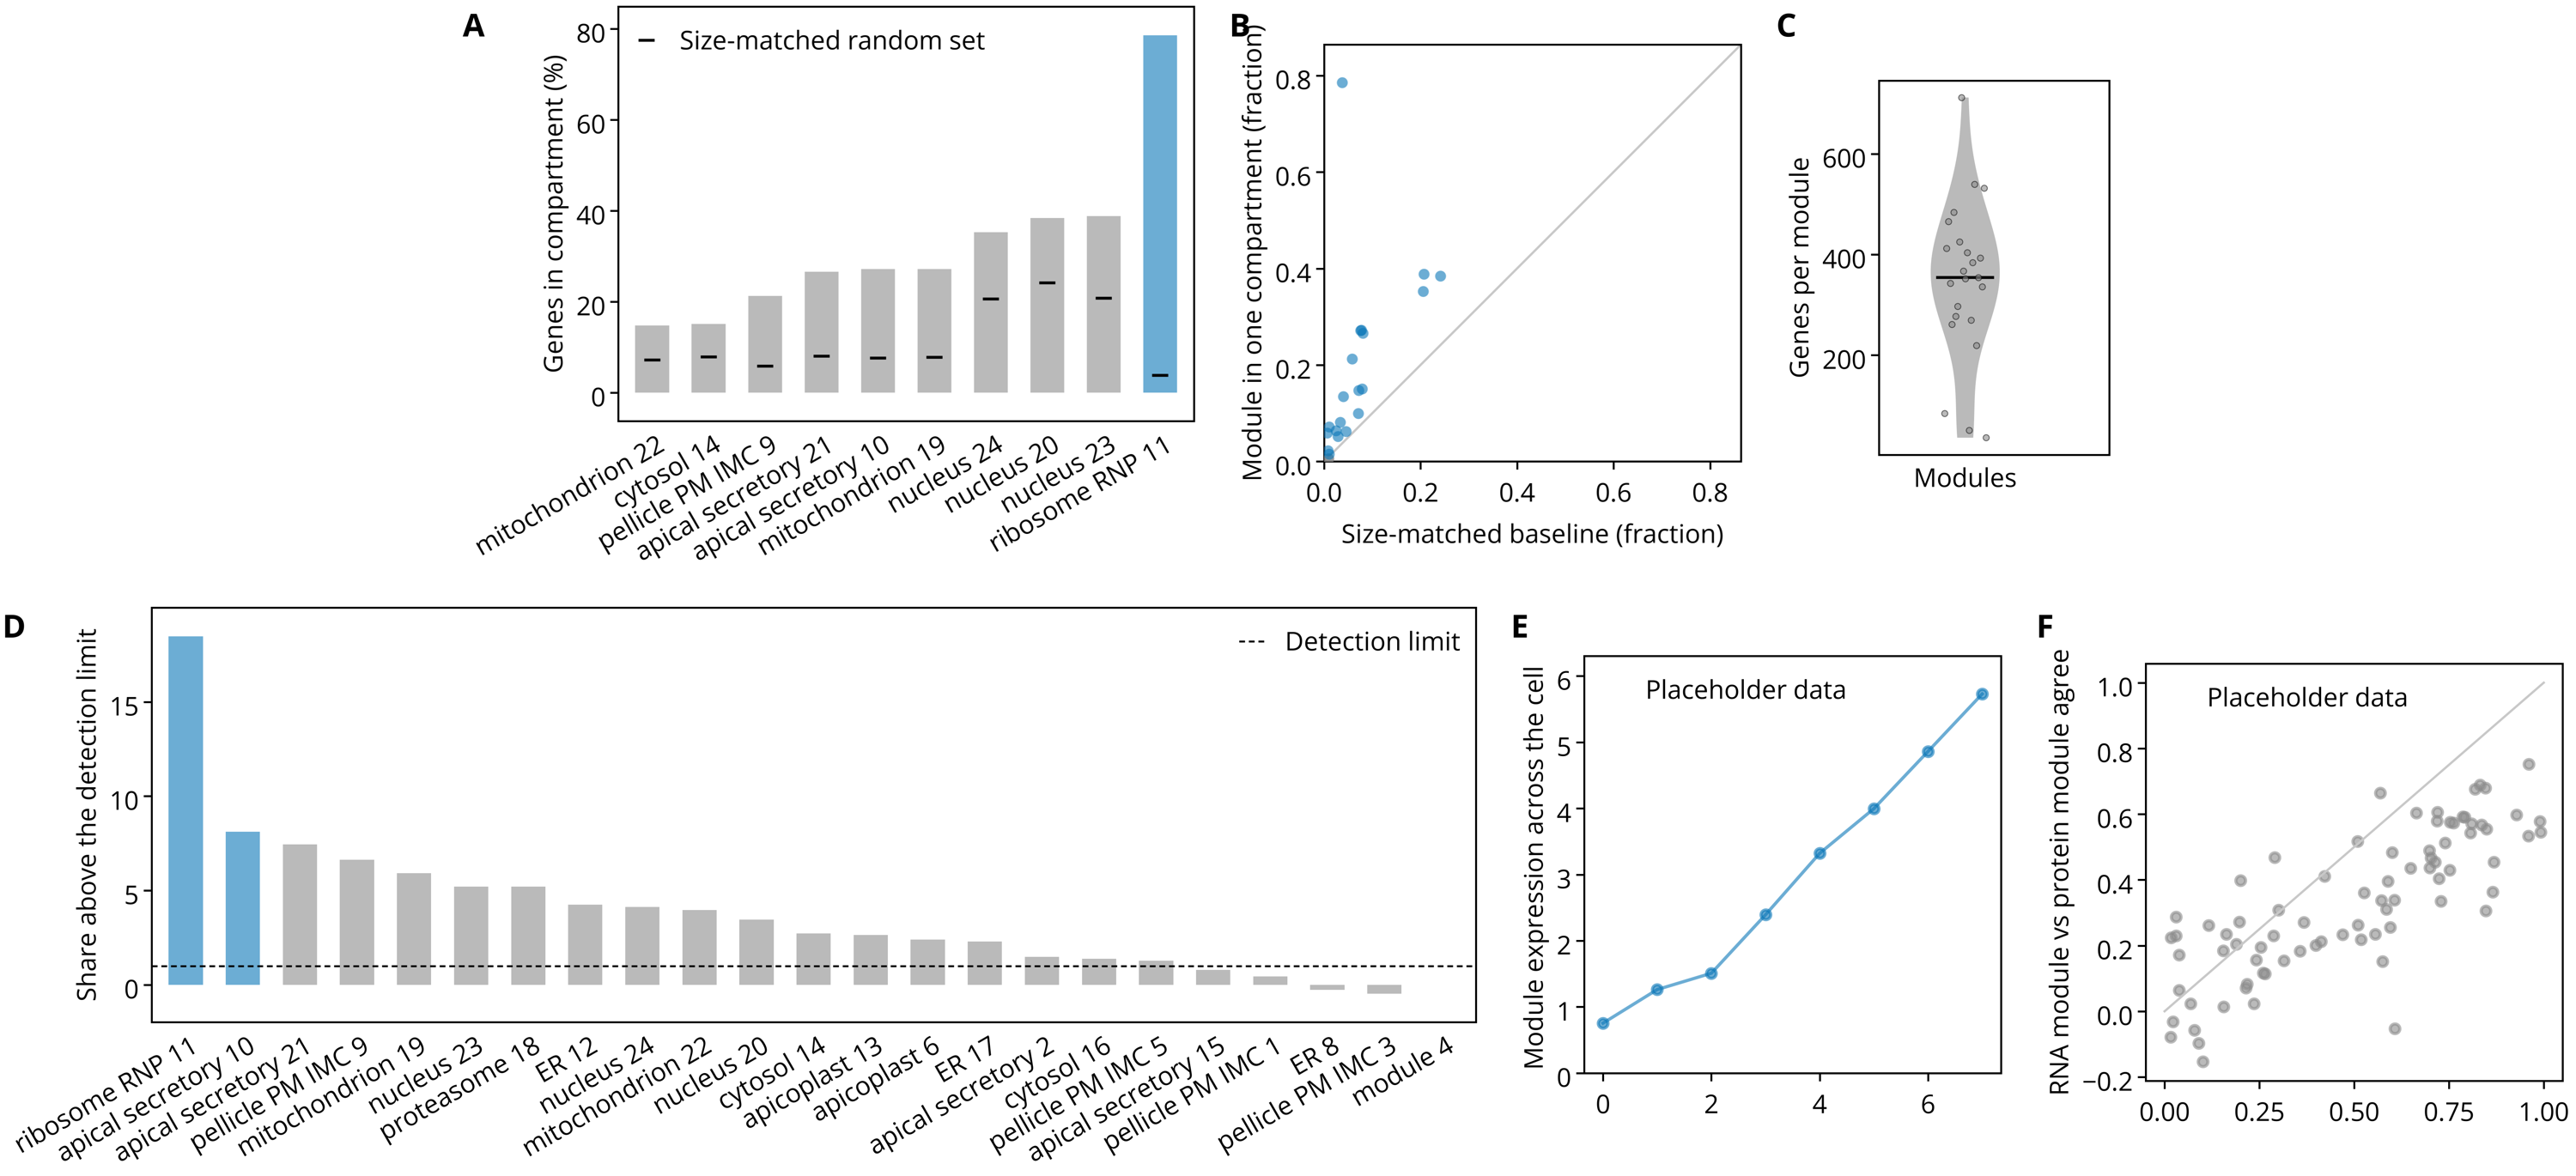 A
Genes in compartment (%)
80
60
40
20
0
Size-matched random set
mitochondrion 22
cytosol 14
pellicle PM IMC 9
apical secretory 21
apical secretory 10
mitochondrion 19
nucleus 24
nucleus 20
nucleus 23
ribosome RNP 11
B
Module in one compartment (fraction)
0.8
0.6
0.4
0.2
0.0
0.0
0.2
0.4
0.6
0.8
Size-matched baseline (fraction)
C
Genes per module
600
400
200
Modules
D
Share above the detection limit
15
10
5
0
Detection limit
ribosome RNP 11
apical secretory 10
apical secretory 21
pellicle PM IMC 9
mitochondrion 19
nucleus 23
proteasome 18
ER 12
nucleus 24
mitochondrion 22
nucleus 20
cytosol 14
apicoplast 13
apicoplast 6
ER 17
apical secretory 2
cytosol 16
pellicle PM IMC 5
apical secretory 15
pellicle PM IMC 1
ER 8
pellicle PM IMC 3
module 4
E
Module expression across the cell
6
5
4
3
2
1
0
Placeholder data
0
2
4
6
F
RNA module vs protein module agree
1.0
0.8
0.6
0.4
0.2
0.0
−0.2
Placeholder data
0.00
0.25
0.50
0.75
1.00